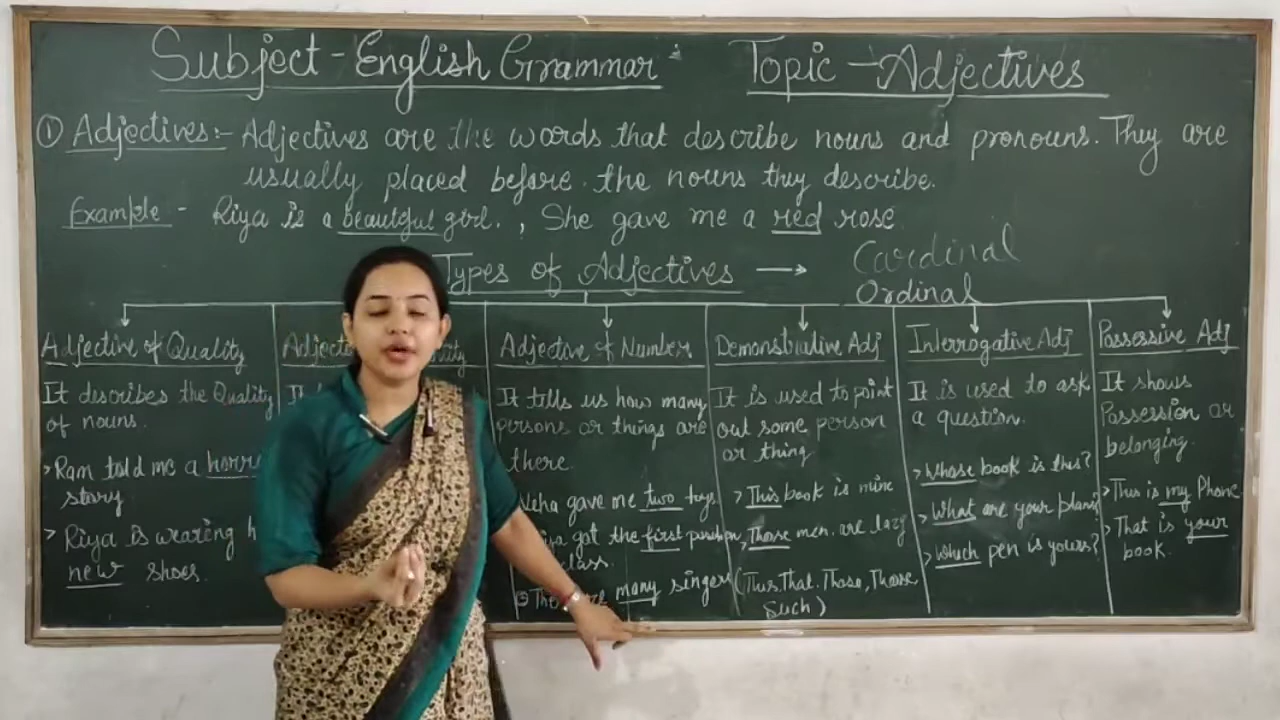 Subject - English Grammar : Topic - Adjectives
① Adjectives:- Adjectives are the words that describe nouns and pronouns. They are
usually placed before the nouns they describe.
Example - Riya is a beautiful girl. , She gave me a red rose
Types of Adjectives → Cardinal
Ordinal
Adjective of Quality
It describes the Quality
of nouns.
> Ram told me a
story
> Riya is wearing
new shoes.
Adjective of Number
It tells us how many
persons or things are
there.
Neha gave me two toys
got the first
class.
many singers
Demonstrative Adj
It is used to point
out some person
or thing
> This book is mine
> Those men are lazy
(This, That, These, Those
Such)
Interrogative Adj
It is used to ask
a question.
> Whose book is this?
> What are your plans
> Which pen is yours?
Possessive Adj
It shows
Possession or
belonging.
> This is my Phone
> That is your
book.